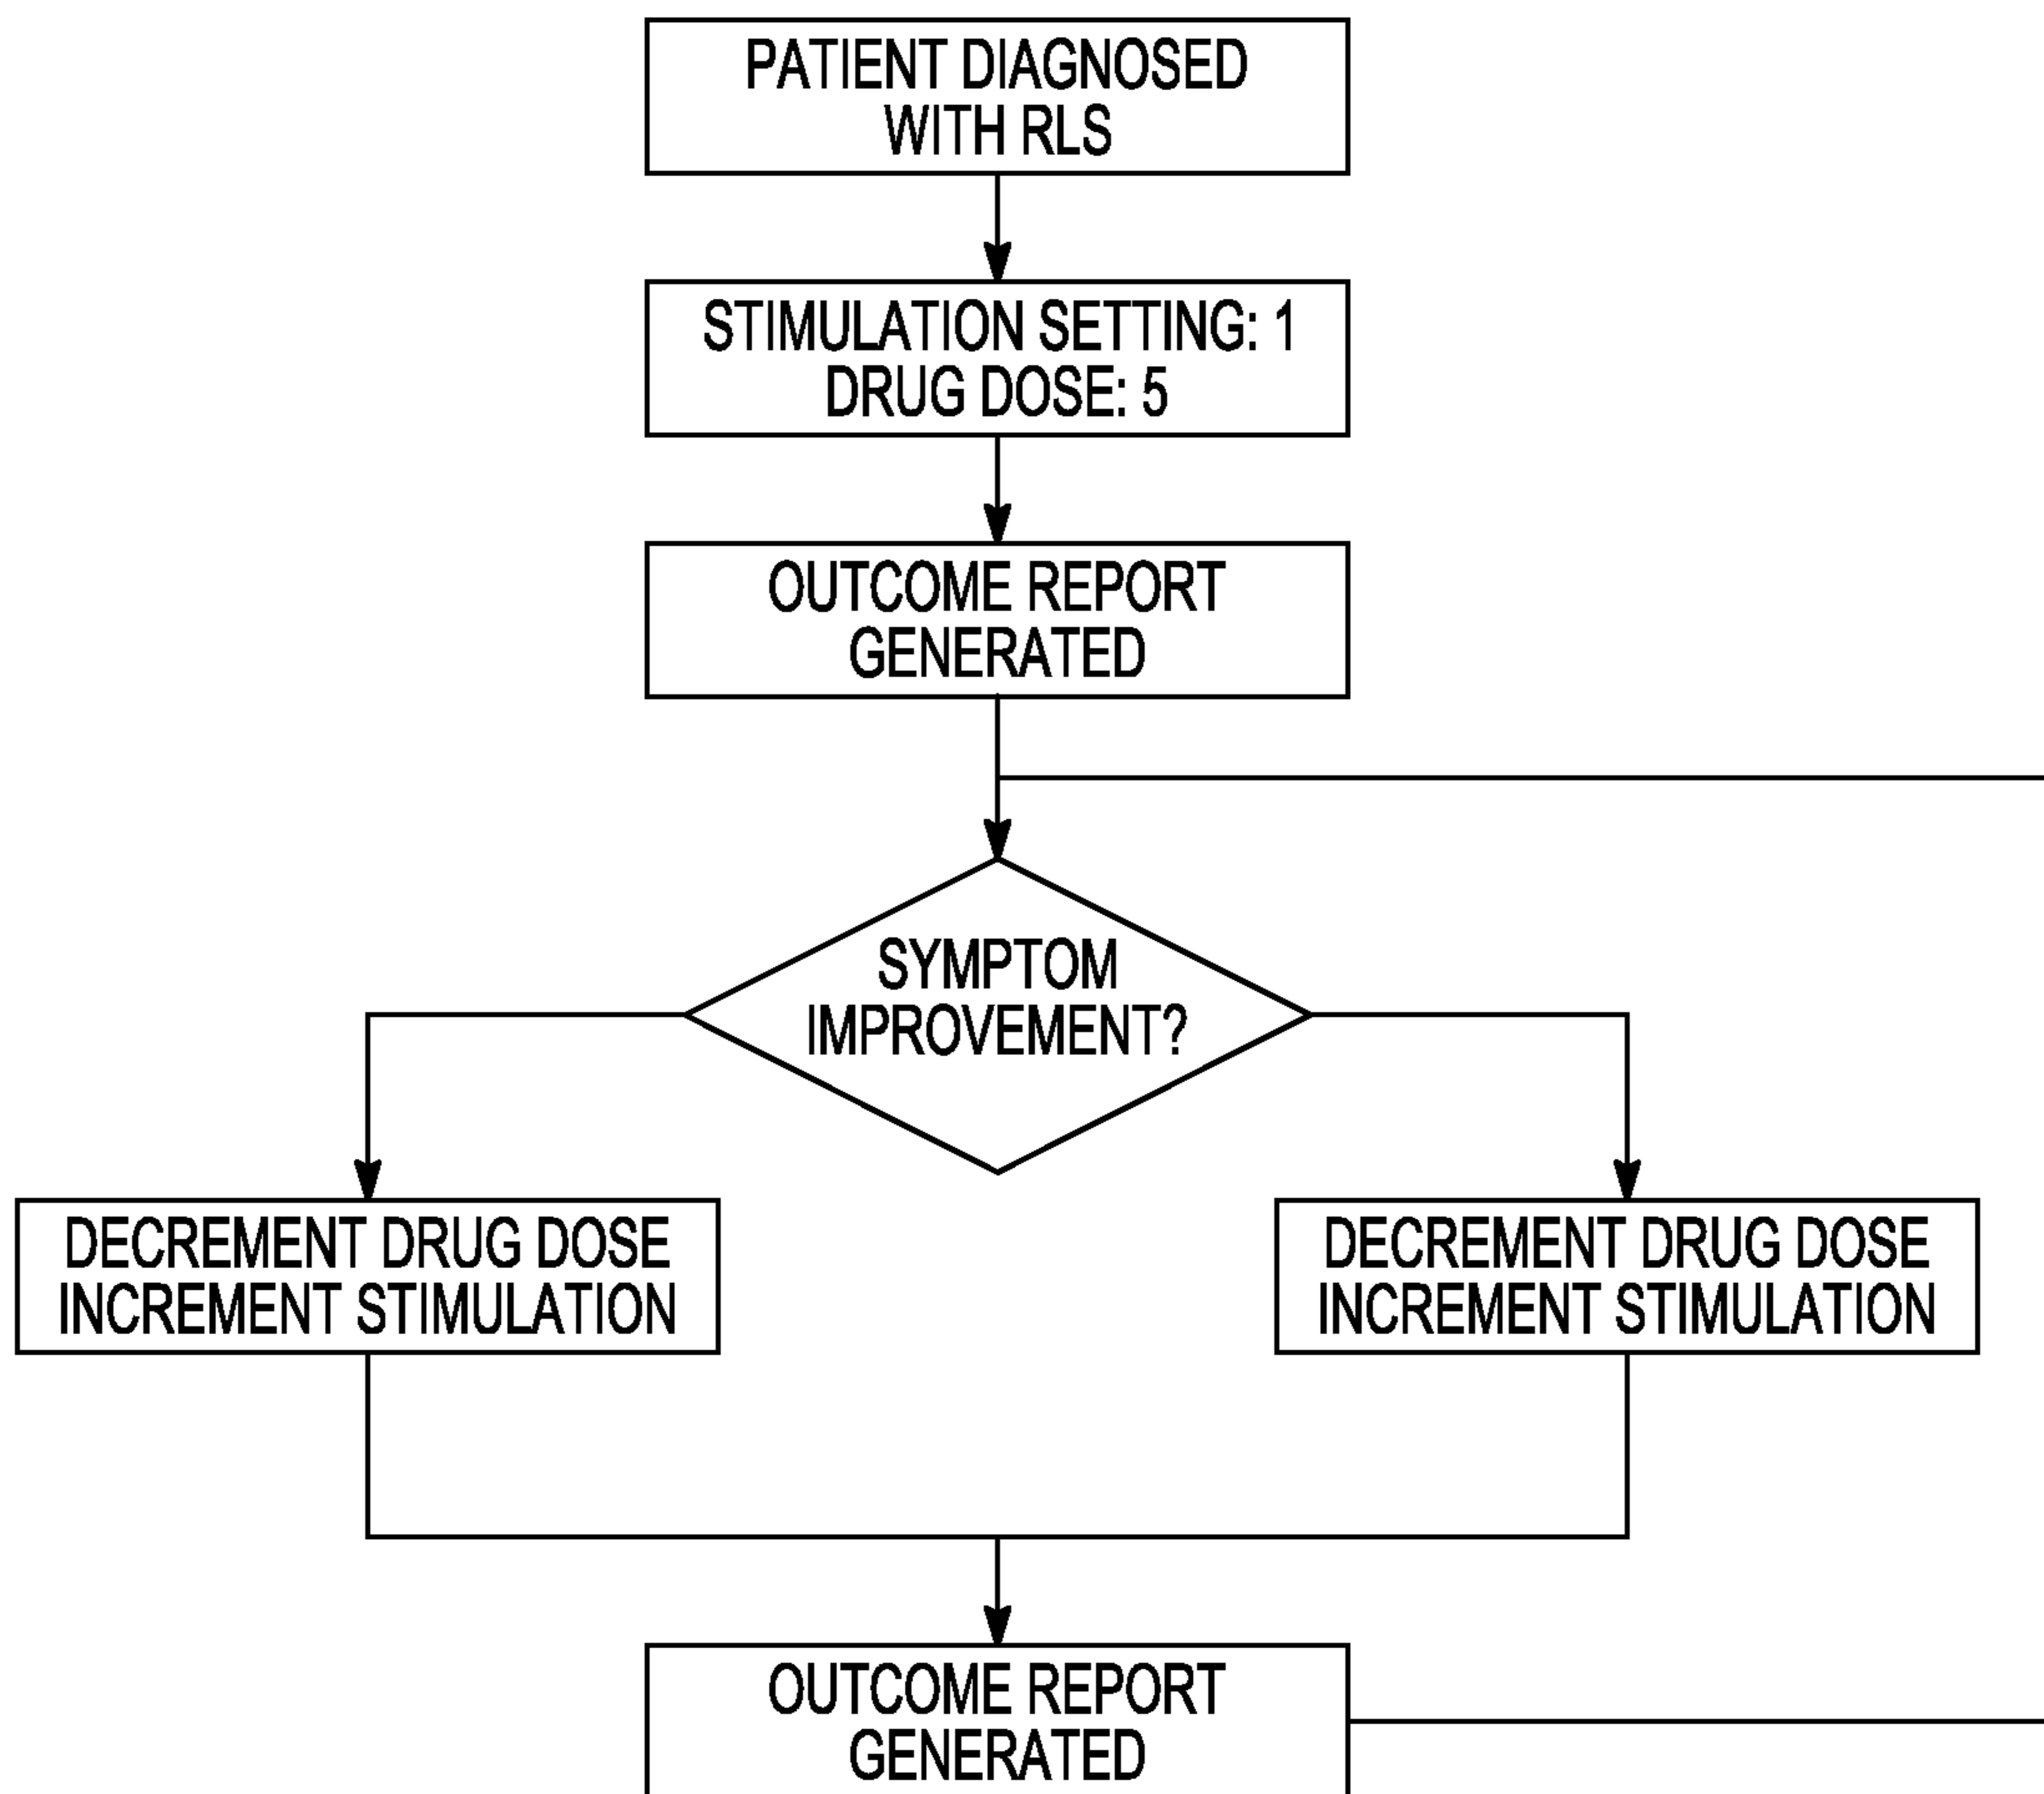 PATIENT DIAGNOSED
WITH RLS
STIMULATION SETTING: 1
DRUG DOSE: 5
OUTCOME REPORT
GENERATED
SYMPTOM
IMPROVEMENT?
DECREMENT DRUG DOSE
INCREMENT STIMULATION
DECREMENT DRUG DOSE
INCREMENT STIMULATION
OUTCOME REPORT
GENERATED